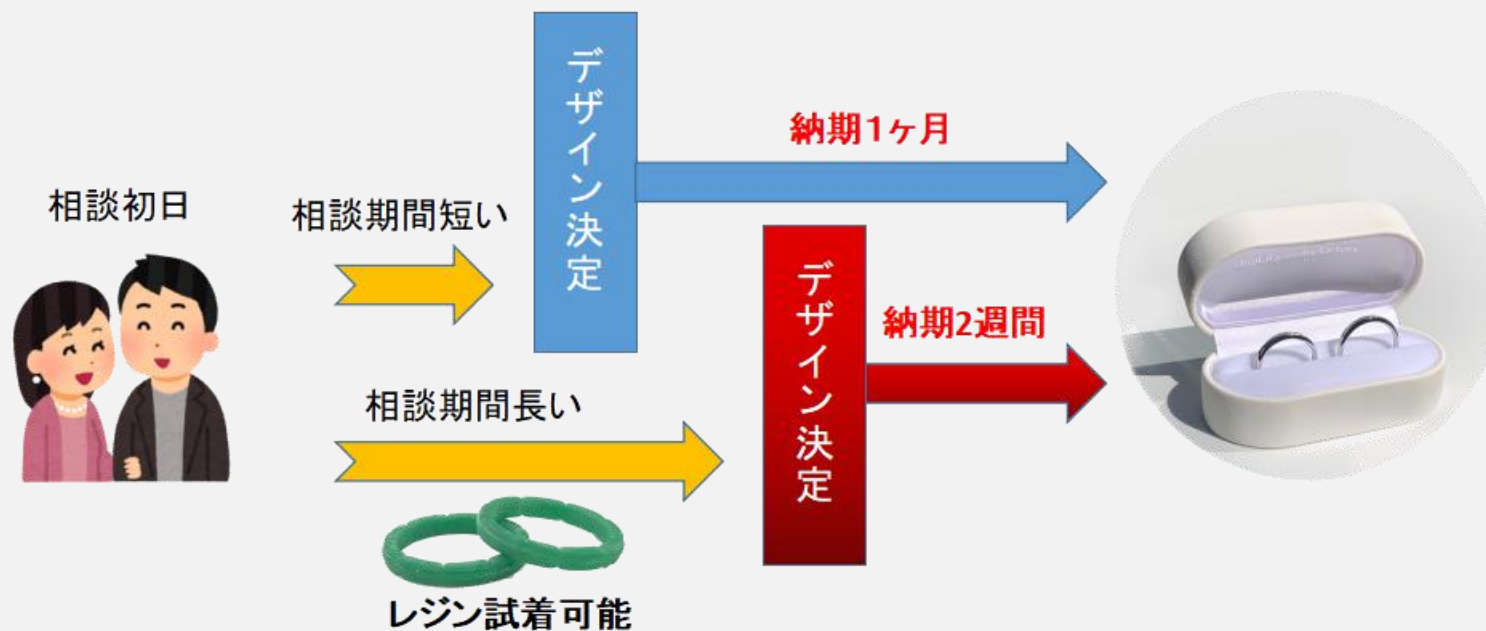 相談初日
相談期間短い
デザイン決定
納期1ヶ月
相談期間長い
レジン試着可能
デザイン決定
納期2週間